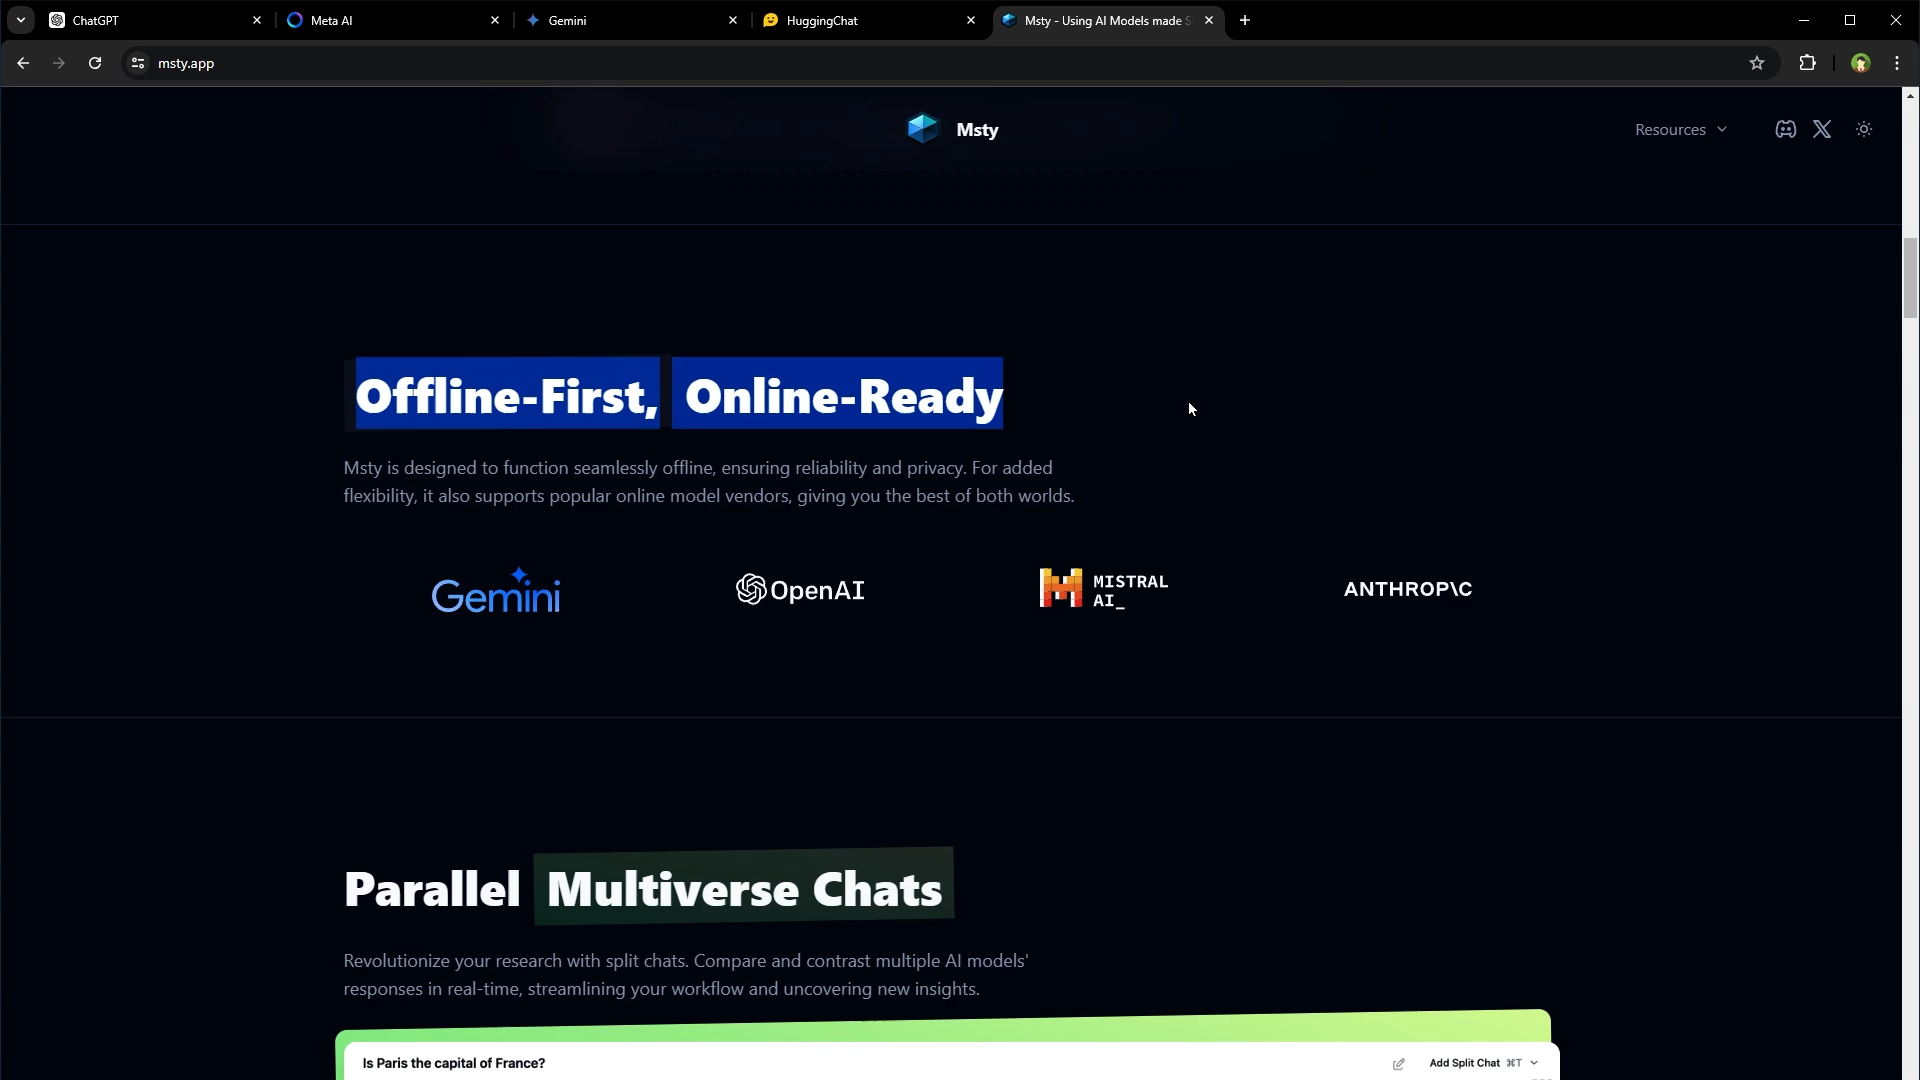 ChatGPT
Meta AI
Gemini
HuggingChat
Msty - Using AI Models made S
msty.app
Msty
Resources
Offline-First, Online-Ready
Msty is designed to function seamlessly offline, ensuring reliability and privacy. For added
flexibility, it also supports popular online model vendors, giving you the best of both worlds.
Gemini
OpenAI
MISTRAL
AI_
ANTHROP\C
Parallel Multiverse Chats
Revolutionize your research with split chats. Compare and contrast multiple AI models'
responses in real-time, streamlining your workflow and uncovering new insights.
Is Paris the capital of France?
Add Split Chat ⌘T